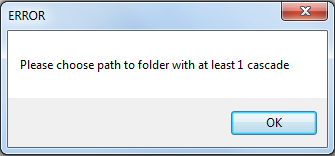 ERROR
Please choose path to folder with at least 1 cascade
OK